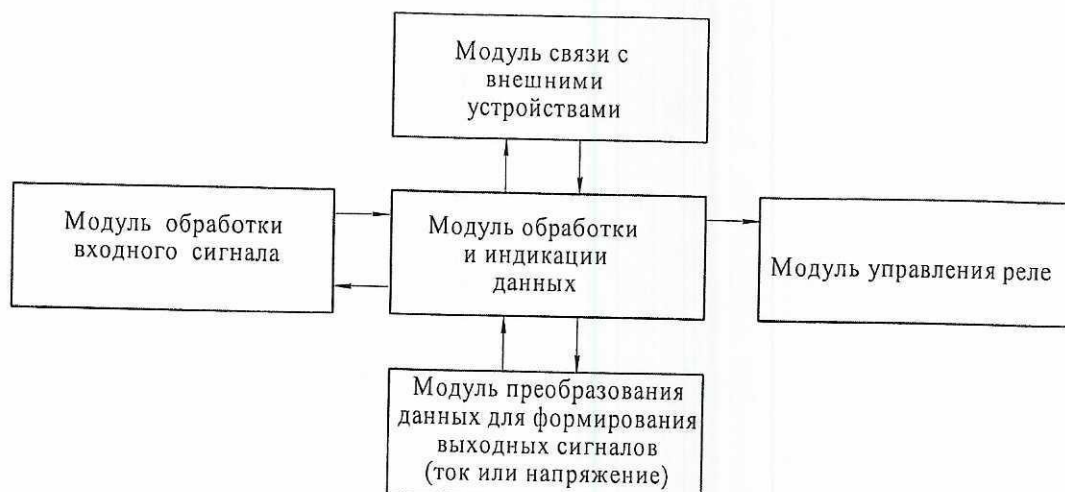 Модуль связи с
внешними
устройствами
Модуль обработки
входного сигнала
Модуль обработки
и индикации
данных
Модуль управления реле
Модуль преобразования
данных для формирования
выходных сигналов
(ток или напряжение)